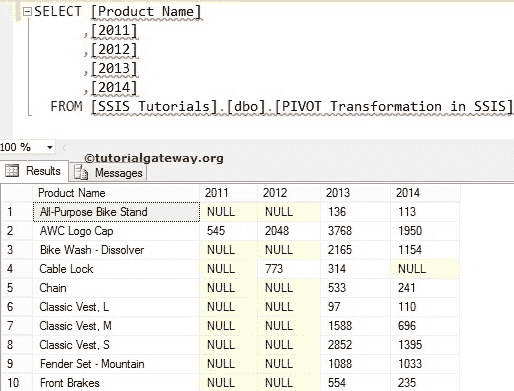 SELECT [Product Name]
,[2011]
,[2012]
,[2013]
,[2014]
FROM [SSIS Tutorials].[dbo].[PIVOT Transformation in SSIS]
100 %
©tutorialgateway.org
Results Messages
Product Name 2011 2012 2013 2014
1 All-Purpose Bike Stand NULL NULL 136 113
2 AWC Logo Cap 545 2048 3768 1950
3 Bike Wash - Dissolver NULL NULL 2165 1154
4 Cable Lock NULL 773 314 NULL
5 Chain NULL NULL 533 241
6 Classic Vest, L NULL NULL 97 110
7 Classic Vest, M NULL NULL 1588 696
8 Classic Vest, S NULL NULL 2852 1395
9 Fender Set - Mountain NULL NULL 1088 1033
10 Front Brakes NULL NULL 554 235